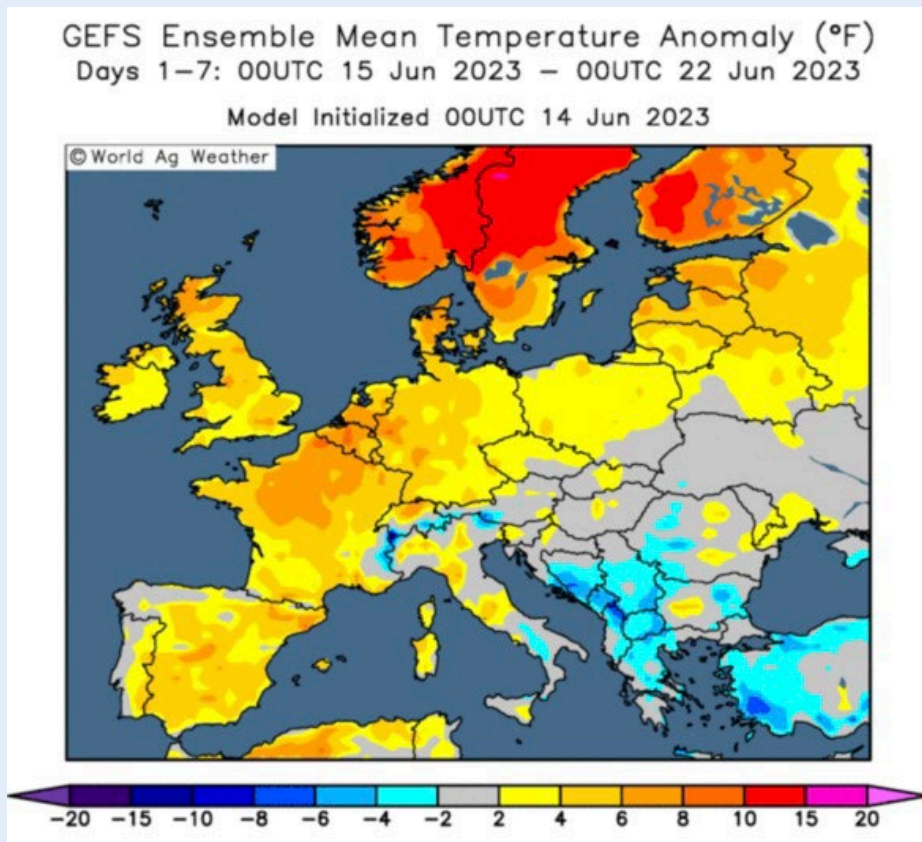 GEFS Ensemble Mean Temperature Anomaly (°F)
Days 1-7: 00UTC 15 Jun 2023 - 00UTC 22 Jun 2023
Model Initialized 00UTC 14 Jun 2023
© World Ag Weather
-20 -15 -10 -8 -6 -4 -2 2 4 6 8 10 15 20